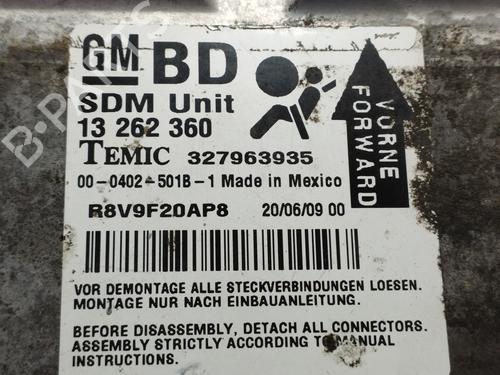 GM BD
SDM Unit
13 262 360
TEMIC 327963935
00-0402-501B-1 Made in Mexico
R8V9F20AP8 20/06/09 00
VORNE
FORWARD
VOR DEMONTAGE ALLE STECKVERBINDUNGEN LOESEN.
MONTAGE NUR NACH EINBAUANLEITUNG.
BEFORE DISASSEMBLY, DETACH ALL CONNECTORS.
ASSEMBLY STRICTLY ACCORDING TO MANUAL
INSTRUCTIONS.
B-PARTS